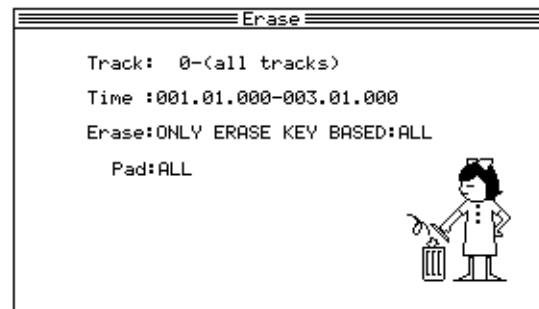 Erase
Track: 0-(all tracks)
Time :001.01.000-003.01.000
Erase:ONLY ERASE KEY BASED:ALL
Pad:ALL